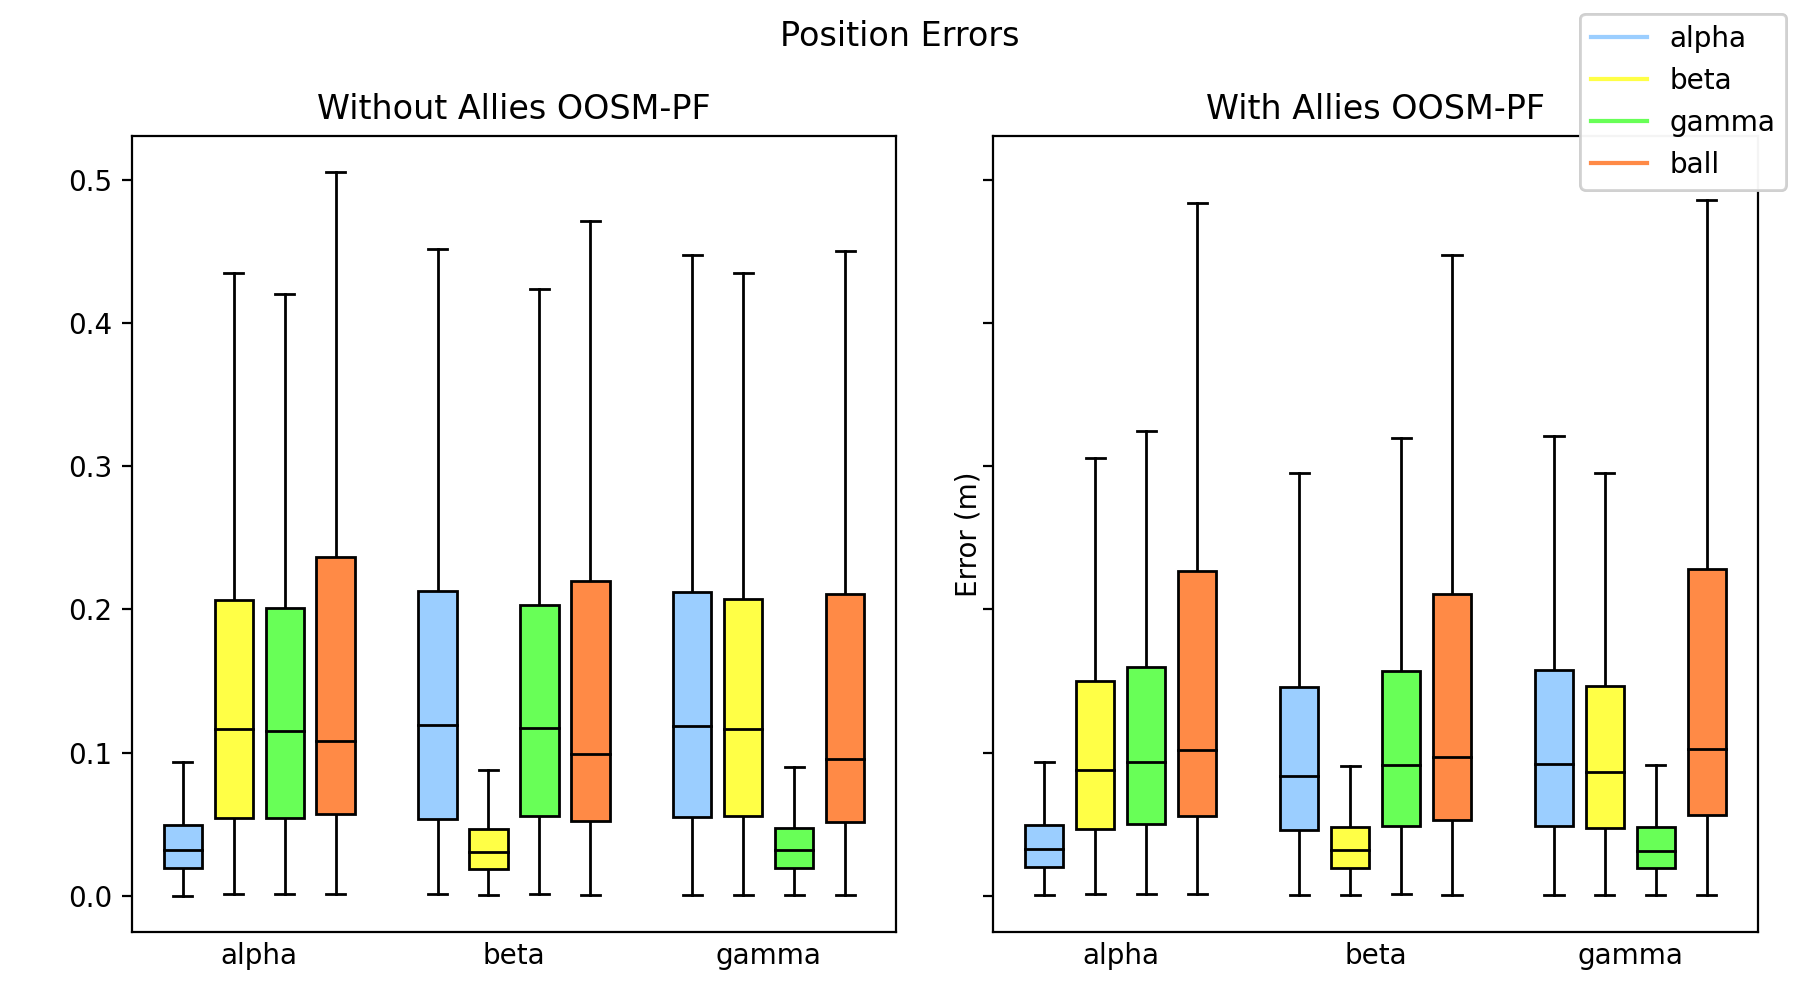 Position Errors
Without Allies OOSM-PF
0.5
0.4
0.3
0.2
0.1
0.0
alpha
beta
gamma
With Allies OOSM-PF
Error (m)
alpha
beta
gamma
alpha
beta
gamma
ball